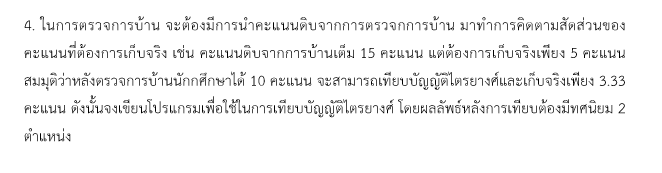 4. ในการตรวจการบ้าน จะต้องมีการนำคะแนนดิบจากการตรวจกการบ้าน มาทำการคิดตามสัดส่วนของ
คะแนนที่ต้องการเก็บจริง เช่น คะแนนดิบจากการบ้านเต็ม 15 คะแนน แต่ต้องการเก็บจริงเพียง 5 คะแนน
สมมุติว่าหลังตรวจการบ้านนักกศึกษาได้ 10 คะแนน จะสามารถเทียบบัญญัติไตรยางศ์และเก็บจริงเพียง 3.33
คะแนน ดังนั้นจงเขียนโปรแกรมเพื่อใช้ในการเทียบบัญญัติไตรยางศ์ โดยผลลัพธ์หลังการเทียบต้องมีทศนิยม 2
ตำแหน่ง